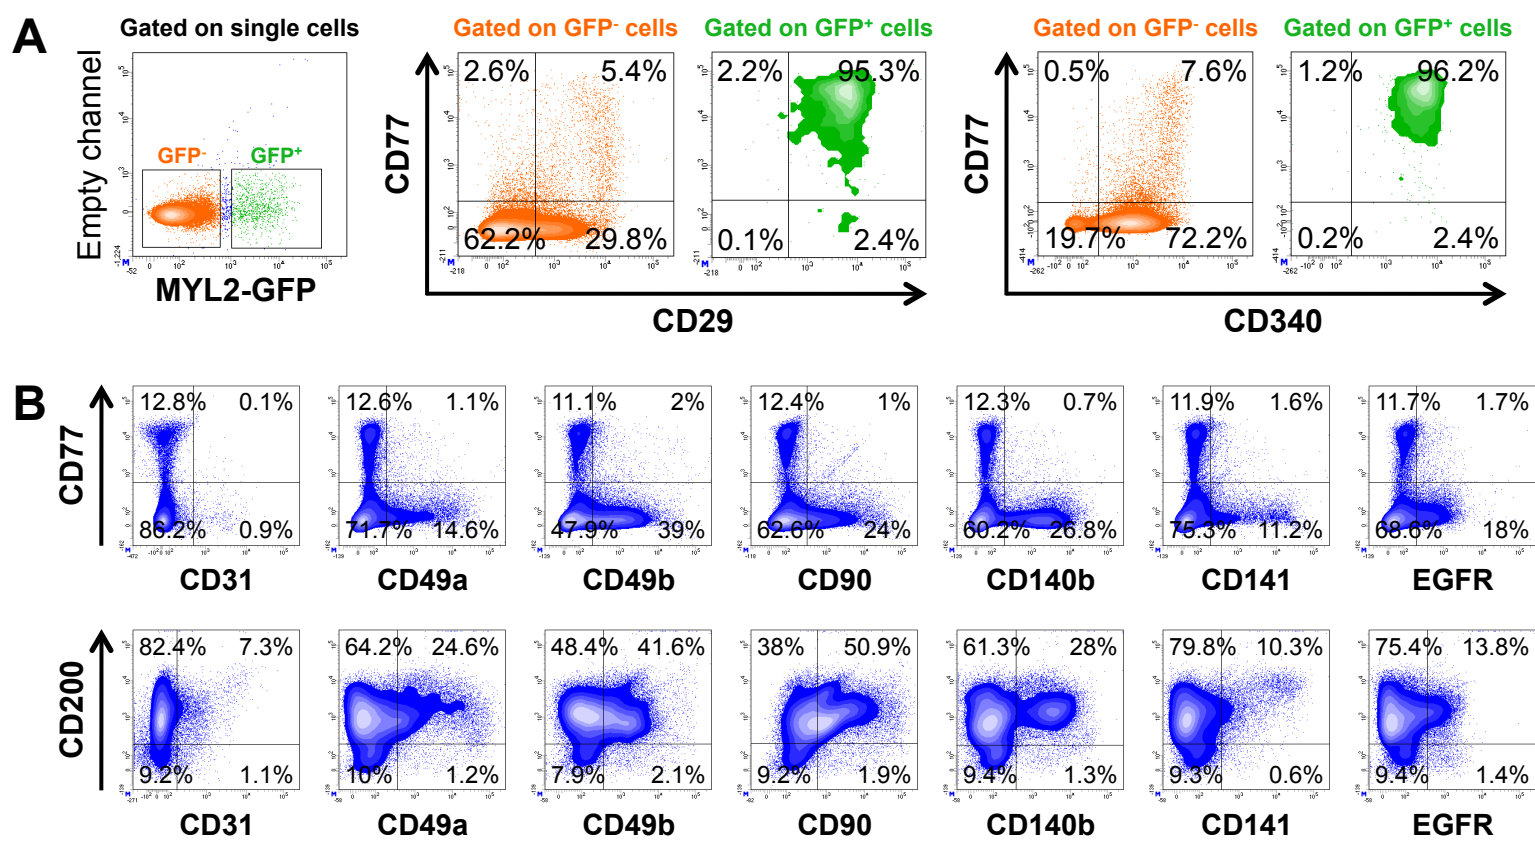 A
Gated on single cells
Gated on GFP- cells
Gated on GFP+ cells
Gated on GFP- cells
Gated on GFP+ cells
Empty channel
GFP-
GFP+
MYL2-GFP
CD77
2.6% 5.4%
62.2% 29.8%
2.2% 95.3%
0.1% 2.4%
CD29
CD77
0.5% 7.6%
19.7% 72.2%
1.2% 96.2%
0.2% 2.4%
CD340
B
CD77
12.8% 0.1%
86.2% 0.9%
CD31
12.6% 1.1%
71.7% 14.6%
CD49a
11.1% 2%
47.9% 39%
CD49b
12.4% 1%
62.6% 24%
CD90
12.3% 0.7%
60.2% 26.8%
CD140b
11.9% 1.6%
75.3% 11.2%
CD141
11.7% 1.7%
68.6% 18%
EGFR
CD200
82.4% 7.3%
9.2% 1.1%
CD31
64.2% 24.6%
10% 1.2%
CD49a
48.4% 41.6%
7.9% 2.1%
CD49b
38% 50.9%
9.2% 1.9%
CD90
61.3% 28%
9.4% 1.3%
CD140b
79.8% 10.3%
9.3% 0.6%
CD141
75.4% 13.8%
9.4% 1.4%
EGFR